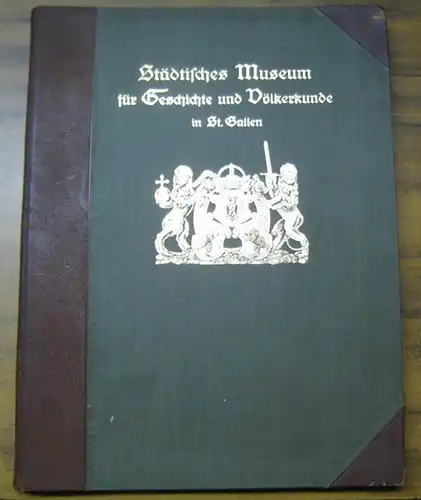 Städtisches Museum
für Geschichte und Völkerkunde
in St. Gallen